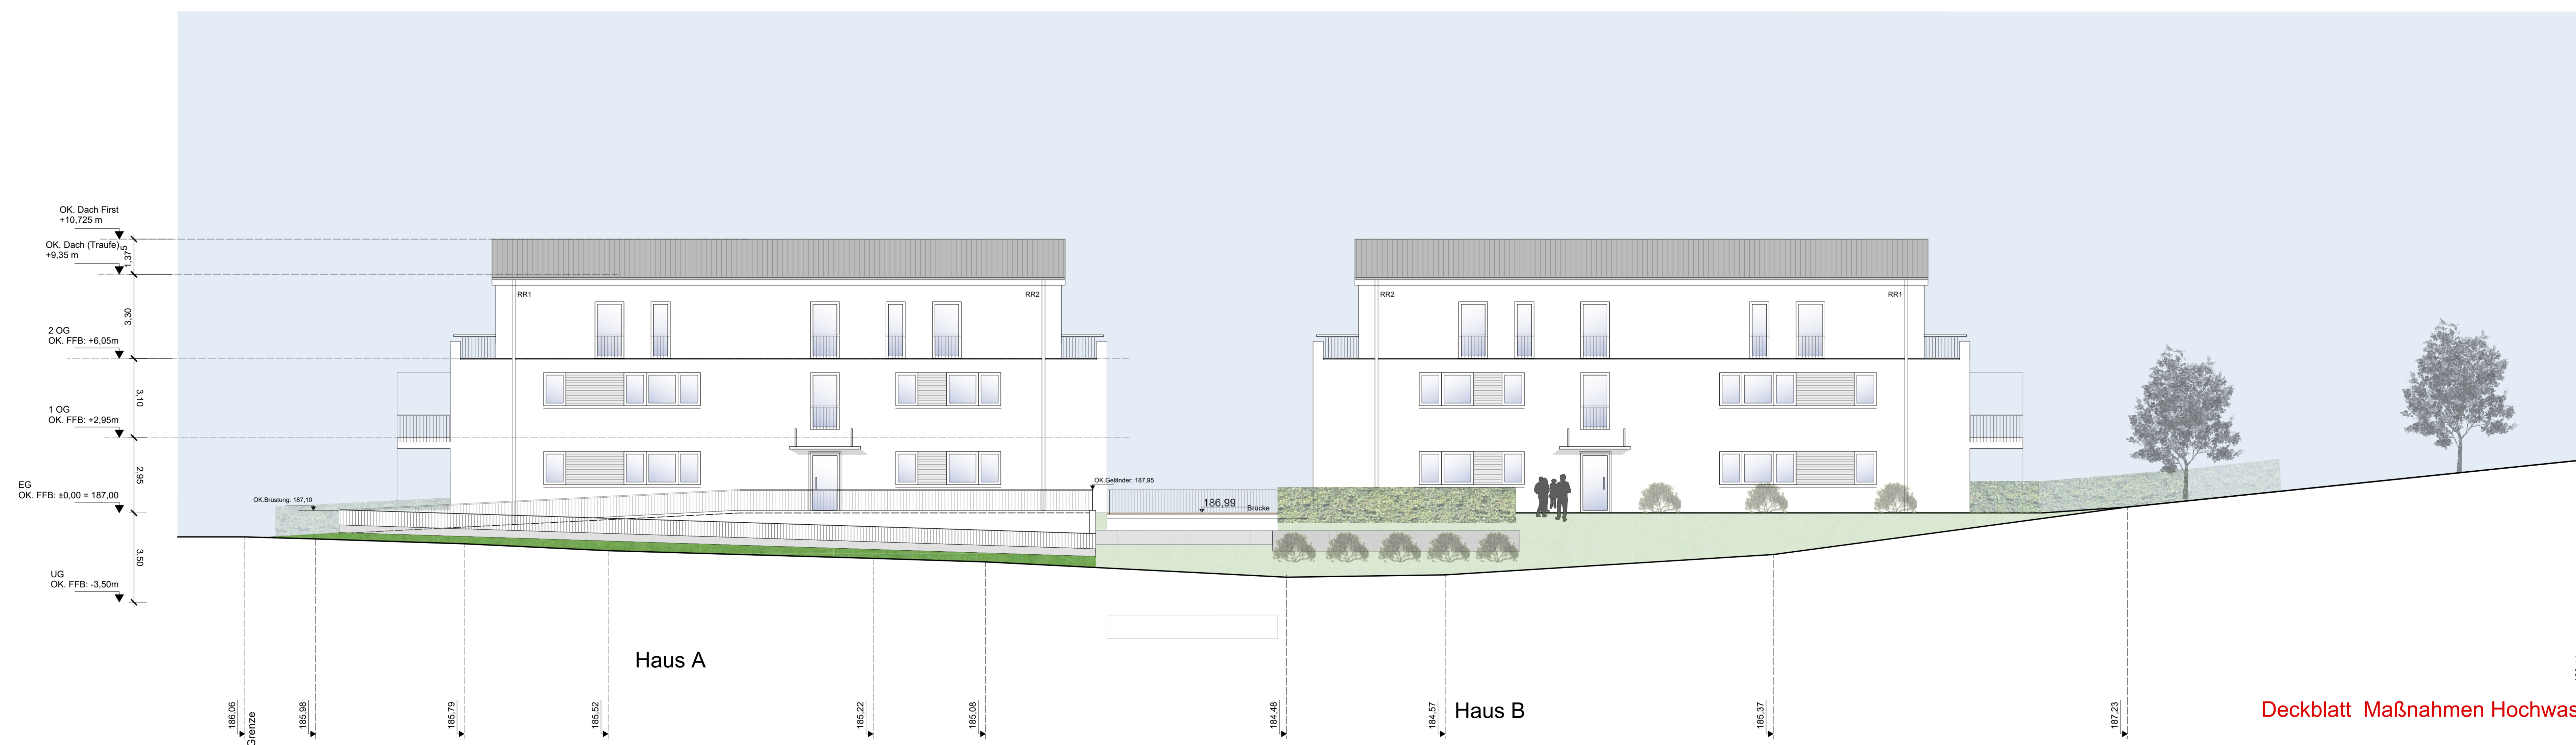 OK. Dach First
+10,725 m
OK. Dach (Traufe)
+9,35 m
1,375
3,30
2 OG
OK. FFB: +6,05m
3,10
1 OG
OK. FFB: +2,95m
2,95
EG
OK. FFB: ±0,00 = 187,00
3,50
UG
OK. FFB: -3,50m
RR1
RR2
RR2
RR1
OK.Brüstung: 187,10
OK.Geländer: 187,95
186,99
Brücke
Haus A
Haus B
186,06
Grenze
185,98
185,79
185,52
185,22
185,08
184,48
184,57
185,37
187,23
Deckblatt Maßnahmen Hochwas